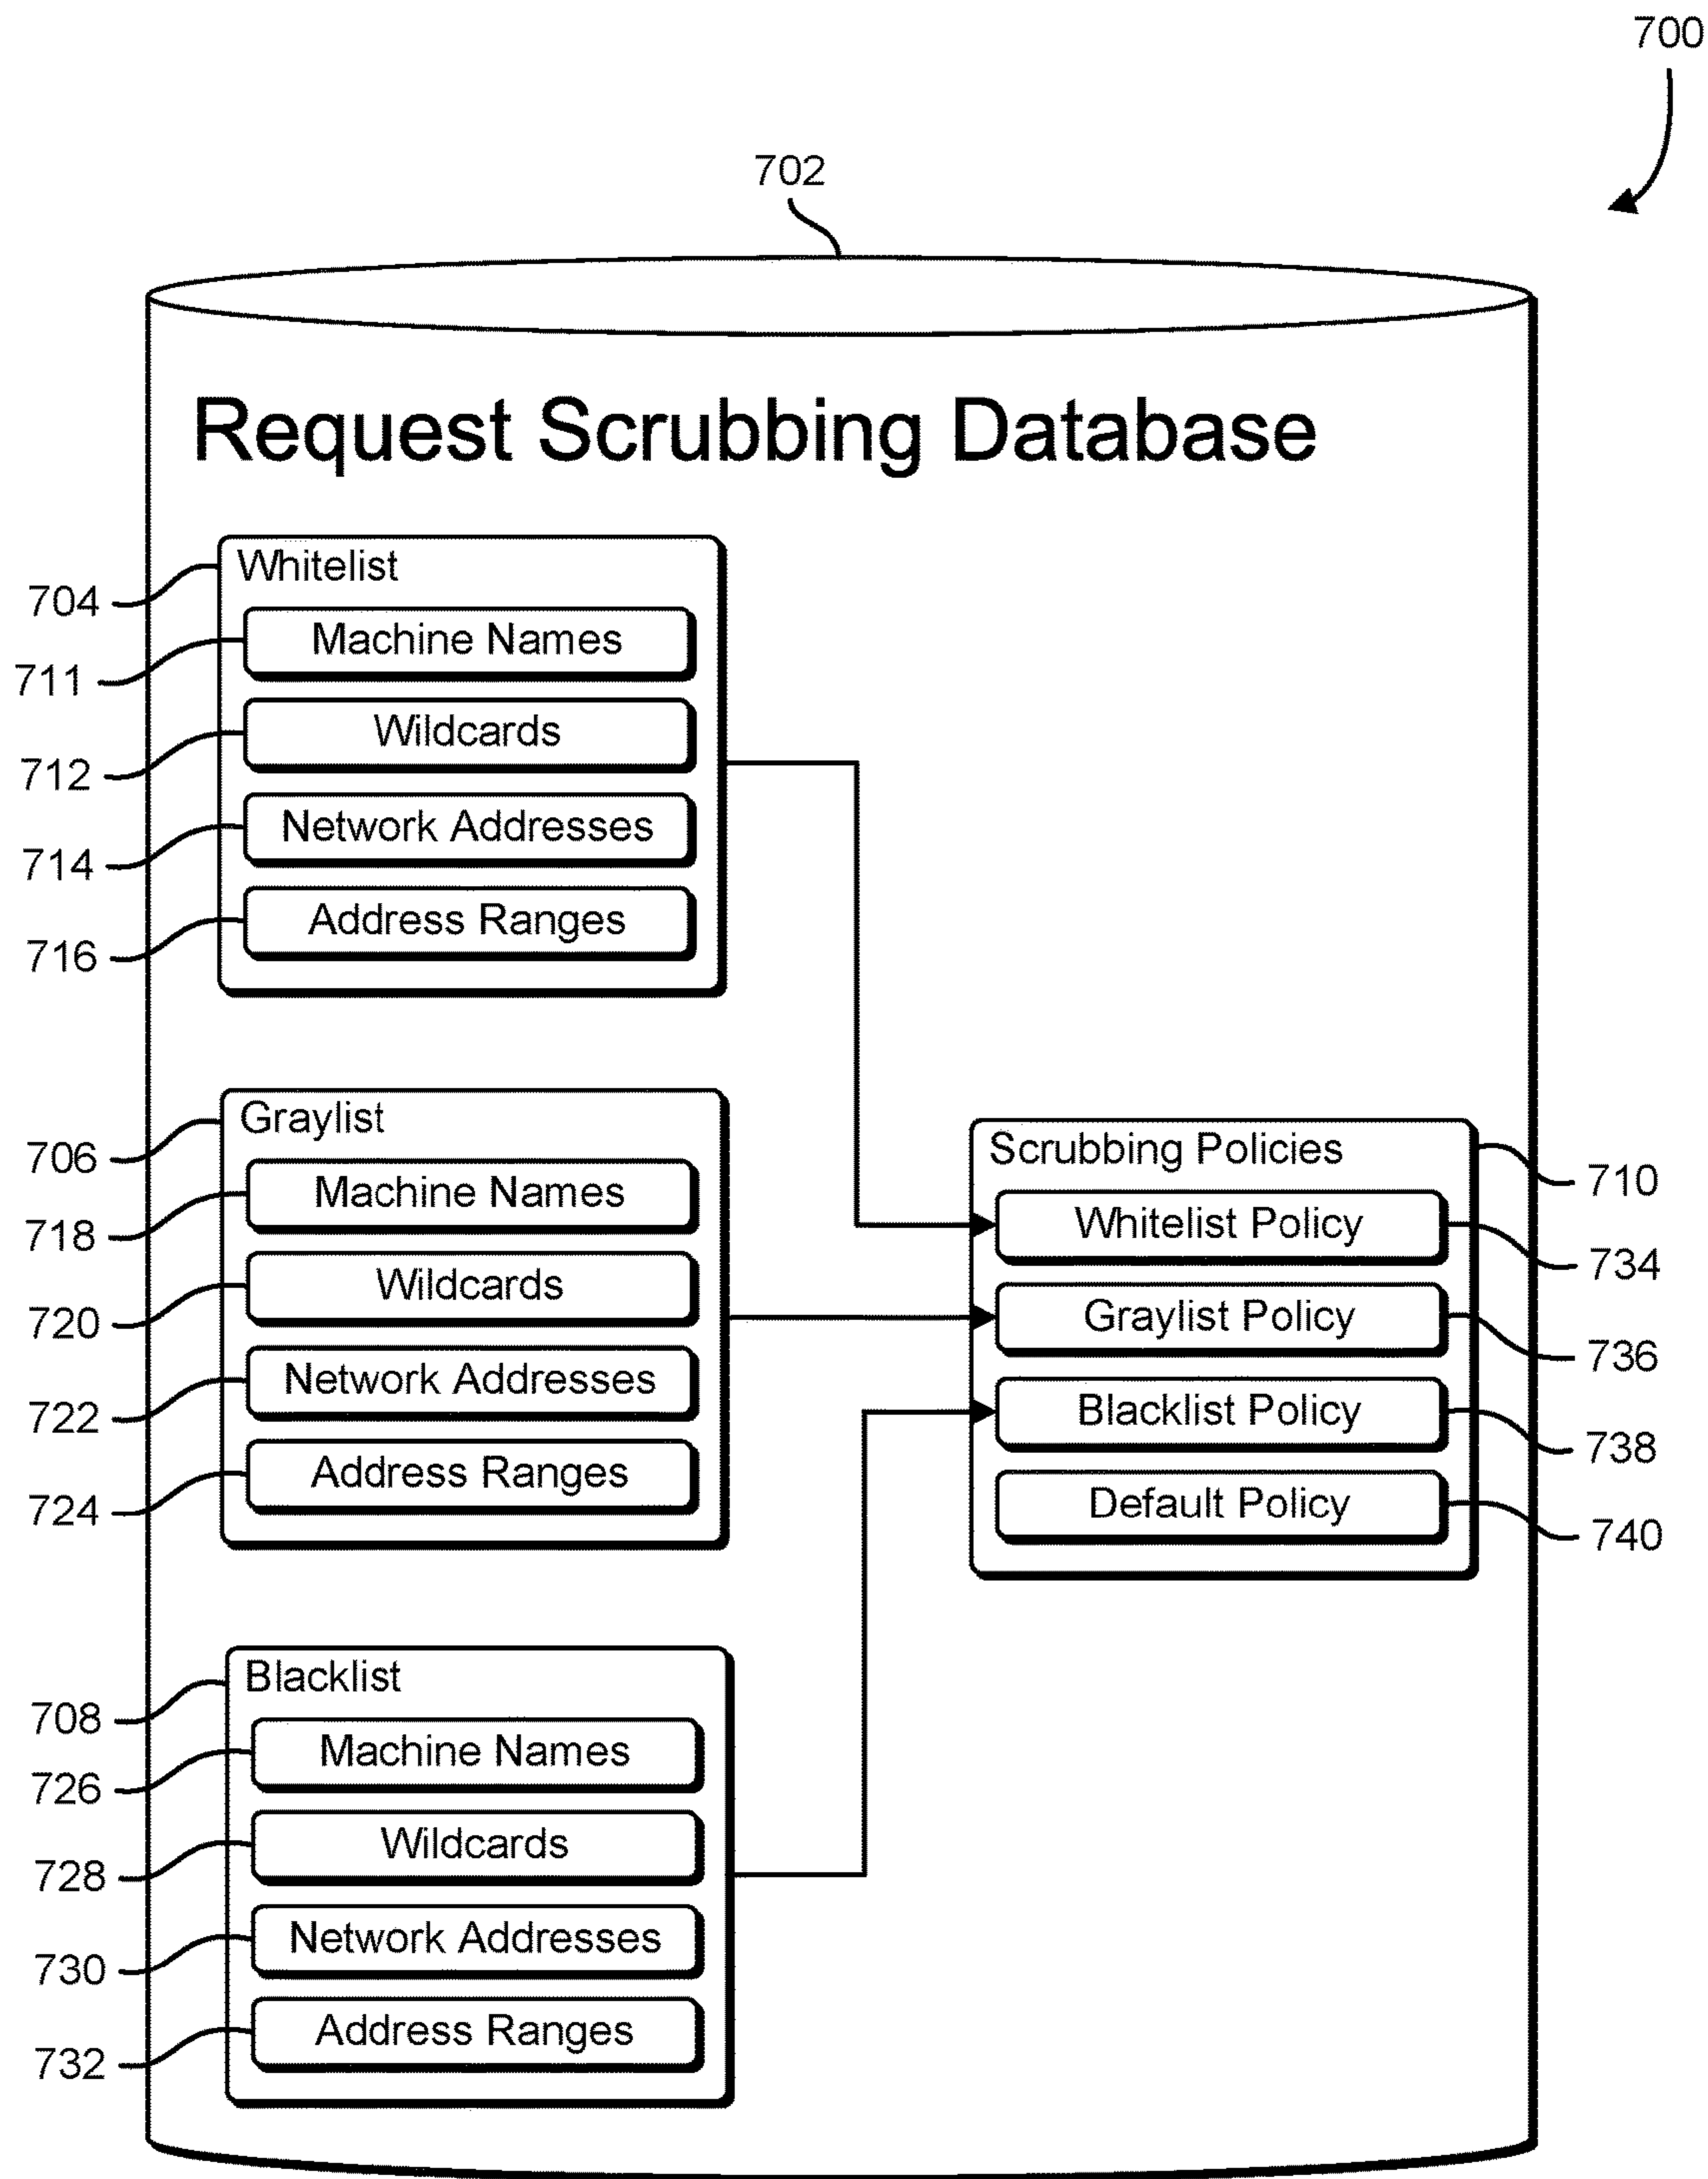 700
702
Request Scrubbing Database
Whitelist
704
Machine Names
711
Wildcards
712
Network Addresses
714
Address Ranges
716
Graylist
706
Machine Names
718
Wildcards
720
Network Addresses
722
Address Ranges
724
Scrubbing Policies
710
Whitelist Policy
734
Graylist Policy
736
Blacklist Policy
738
Default Policy
740
Blacklist
708
Machine Names
726
Wildcards
728
Network Addresses
730
Address Ranges
732